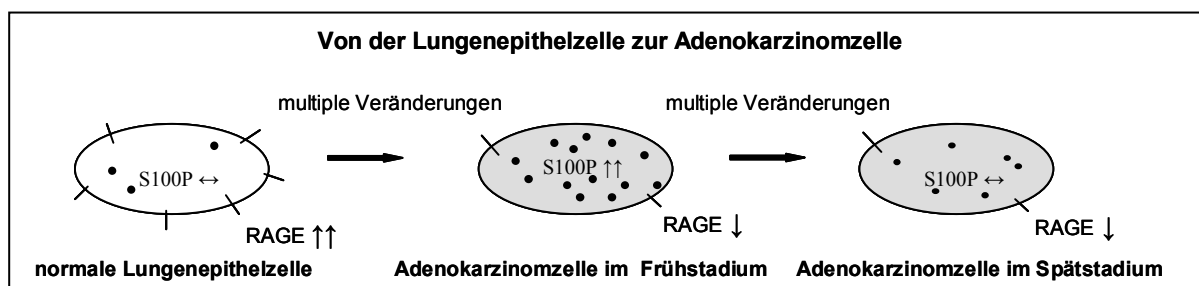 Von der Lungenepithelzelle zur Adenokarzinomzelle
multiple Veränderungen
multiple Veränderungen
S100P ↔
S100P ↑↑
S100P ↔
RAGE ↑↑
RAGE ↓
RAGE ↓
normale Lungenepithelzelle
Adenokarzinomzelle im Frühstadium
Adenokarzinomzelle im Spätstadium